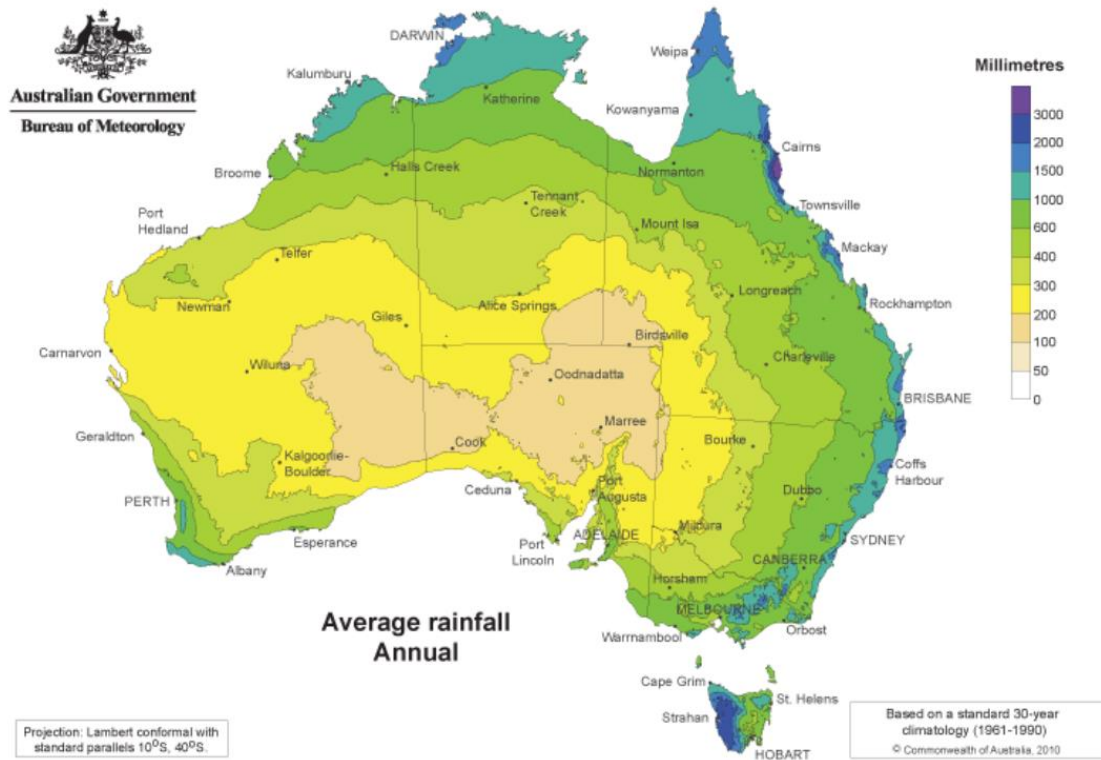 Australian Government
Bureau of Meteorology
DARWIN
Weipa
Kalumburu
Katherine
Kowanyama
Millimetres
3000
2000
1500
1000
600
400
300
200
100
50
0
Cairns
Broome
Halls Creek
Normanton
Townsville
Port
Hedland
Tennant
Creek
Mount Isa
Mackay
Telfer
Newman
Alice Springs
Longreach
Rockhampton
Giles
Birdsville
Carnarvon
Wiluna
Oodnadatta
Charleville
BRISBANE
Geraldton
Marree
Cook
Bourke
Kalgoorlie-
Boulder
Coffs
Harbour
Ceduna
Port
Augusta
Dubbo
PERTH
Esperance
Port
Lincoln
ADELAIDE
Mildura
SYDNEY
Albany
CANBERRA
Horsham
MELBOURNE
Warrnambool
Orbost
Average rainfall
Annual
Cape Grim
St. Helens
Strahan
HOBART
Projection: Lambert conformal with
standard parallels 10°S, 40°S.
Based on a standard 30-year
climatology (1961-1990)
© Commonwealth of Australia, 2010